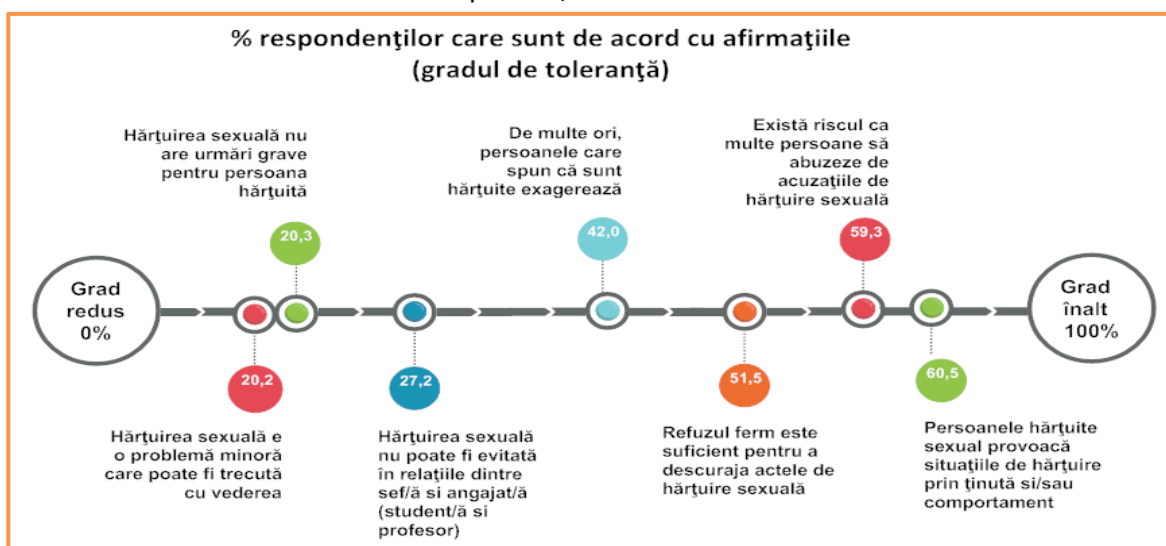 % respondenţilor care sunt de acord cu afirmaţiile
(gradul de toleranţă)
Hărţuirea sexuală nu
are urmări grave
pentru persoana
hărţuită
De multe ori,
persoanele care
spun că sunt
hărţuite exagerează
Există riscul ca
multe persoane să
abuzeze de
acuzaţiile de
hărţuire sexuală
20,3
42,0
59,3
Grad
redus
0%
Grad
înalt
100%
20,2
27,2
51,5
60,5
Hărţuirea sexuală e
o problemă minoră
care poate fi trecută
cu vederea
Hărţuirea sexuală
nu poate fi evitată
în relaţiile dintre
sef/ă si angajat/ă
(student/ă si
profesor)
Refuzul ferm este
suficient pentru a
descuraja actele de
hărţuire sexuală
Persoanele hărţuite
sexual provoacă
situaţiile de hărţuire
prin ţinută si/sau
comportament